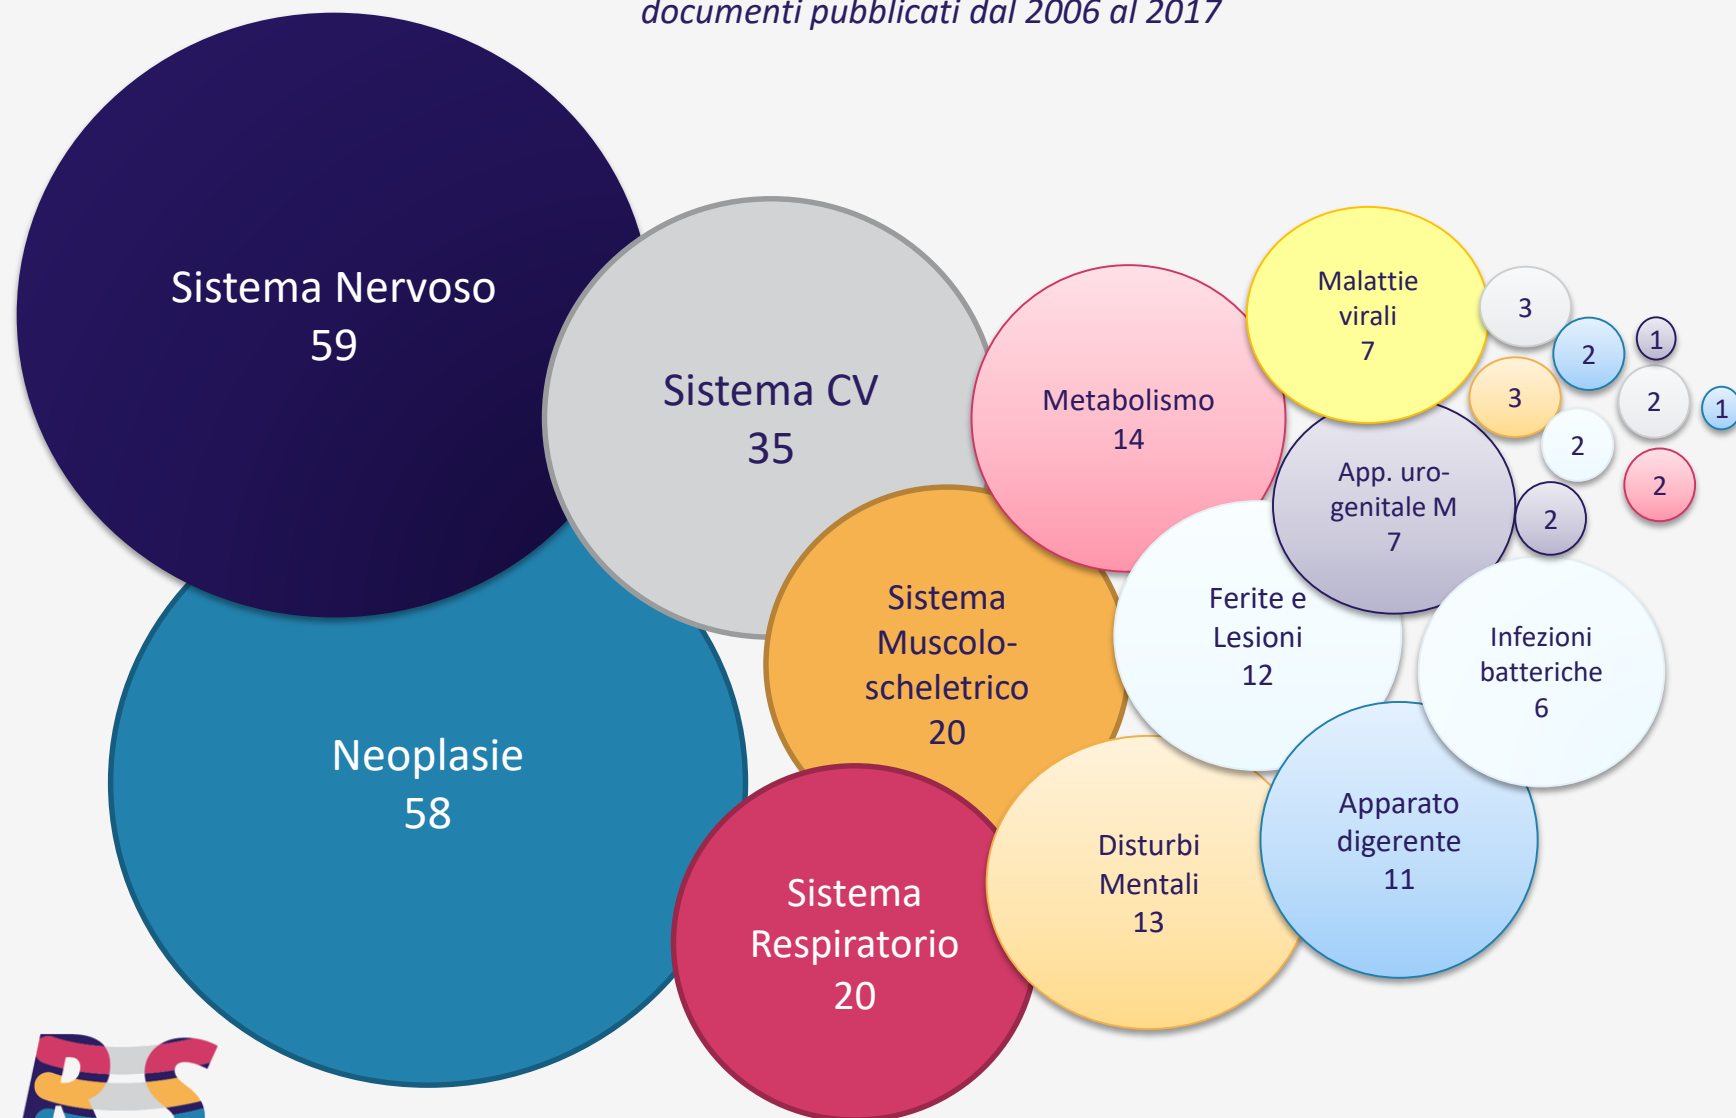 documenti pubblicati dal 2006 al 2017
Sistema Nervoso
59
Sistema CV
35
Metabolismo
14
Malattie
virali
7
3
2
1
3
2
1
2
2
2
App. uro-
genitale M
7
Sistema
Muscolo-
scheletrico
20
Ferite e
Lesioni
12
Infezioni
batteriche
6
Neoplasie
58
Sistema
Respiratorio
20
Disturbi
Mentali
13
Apparato
digerente
11